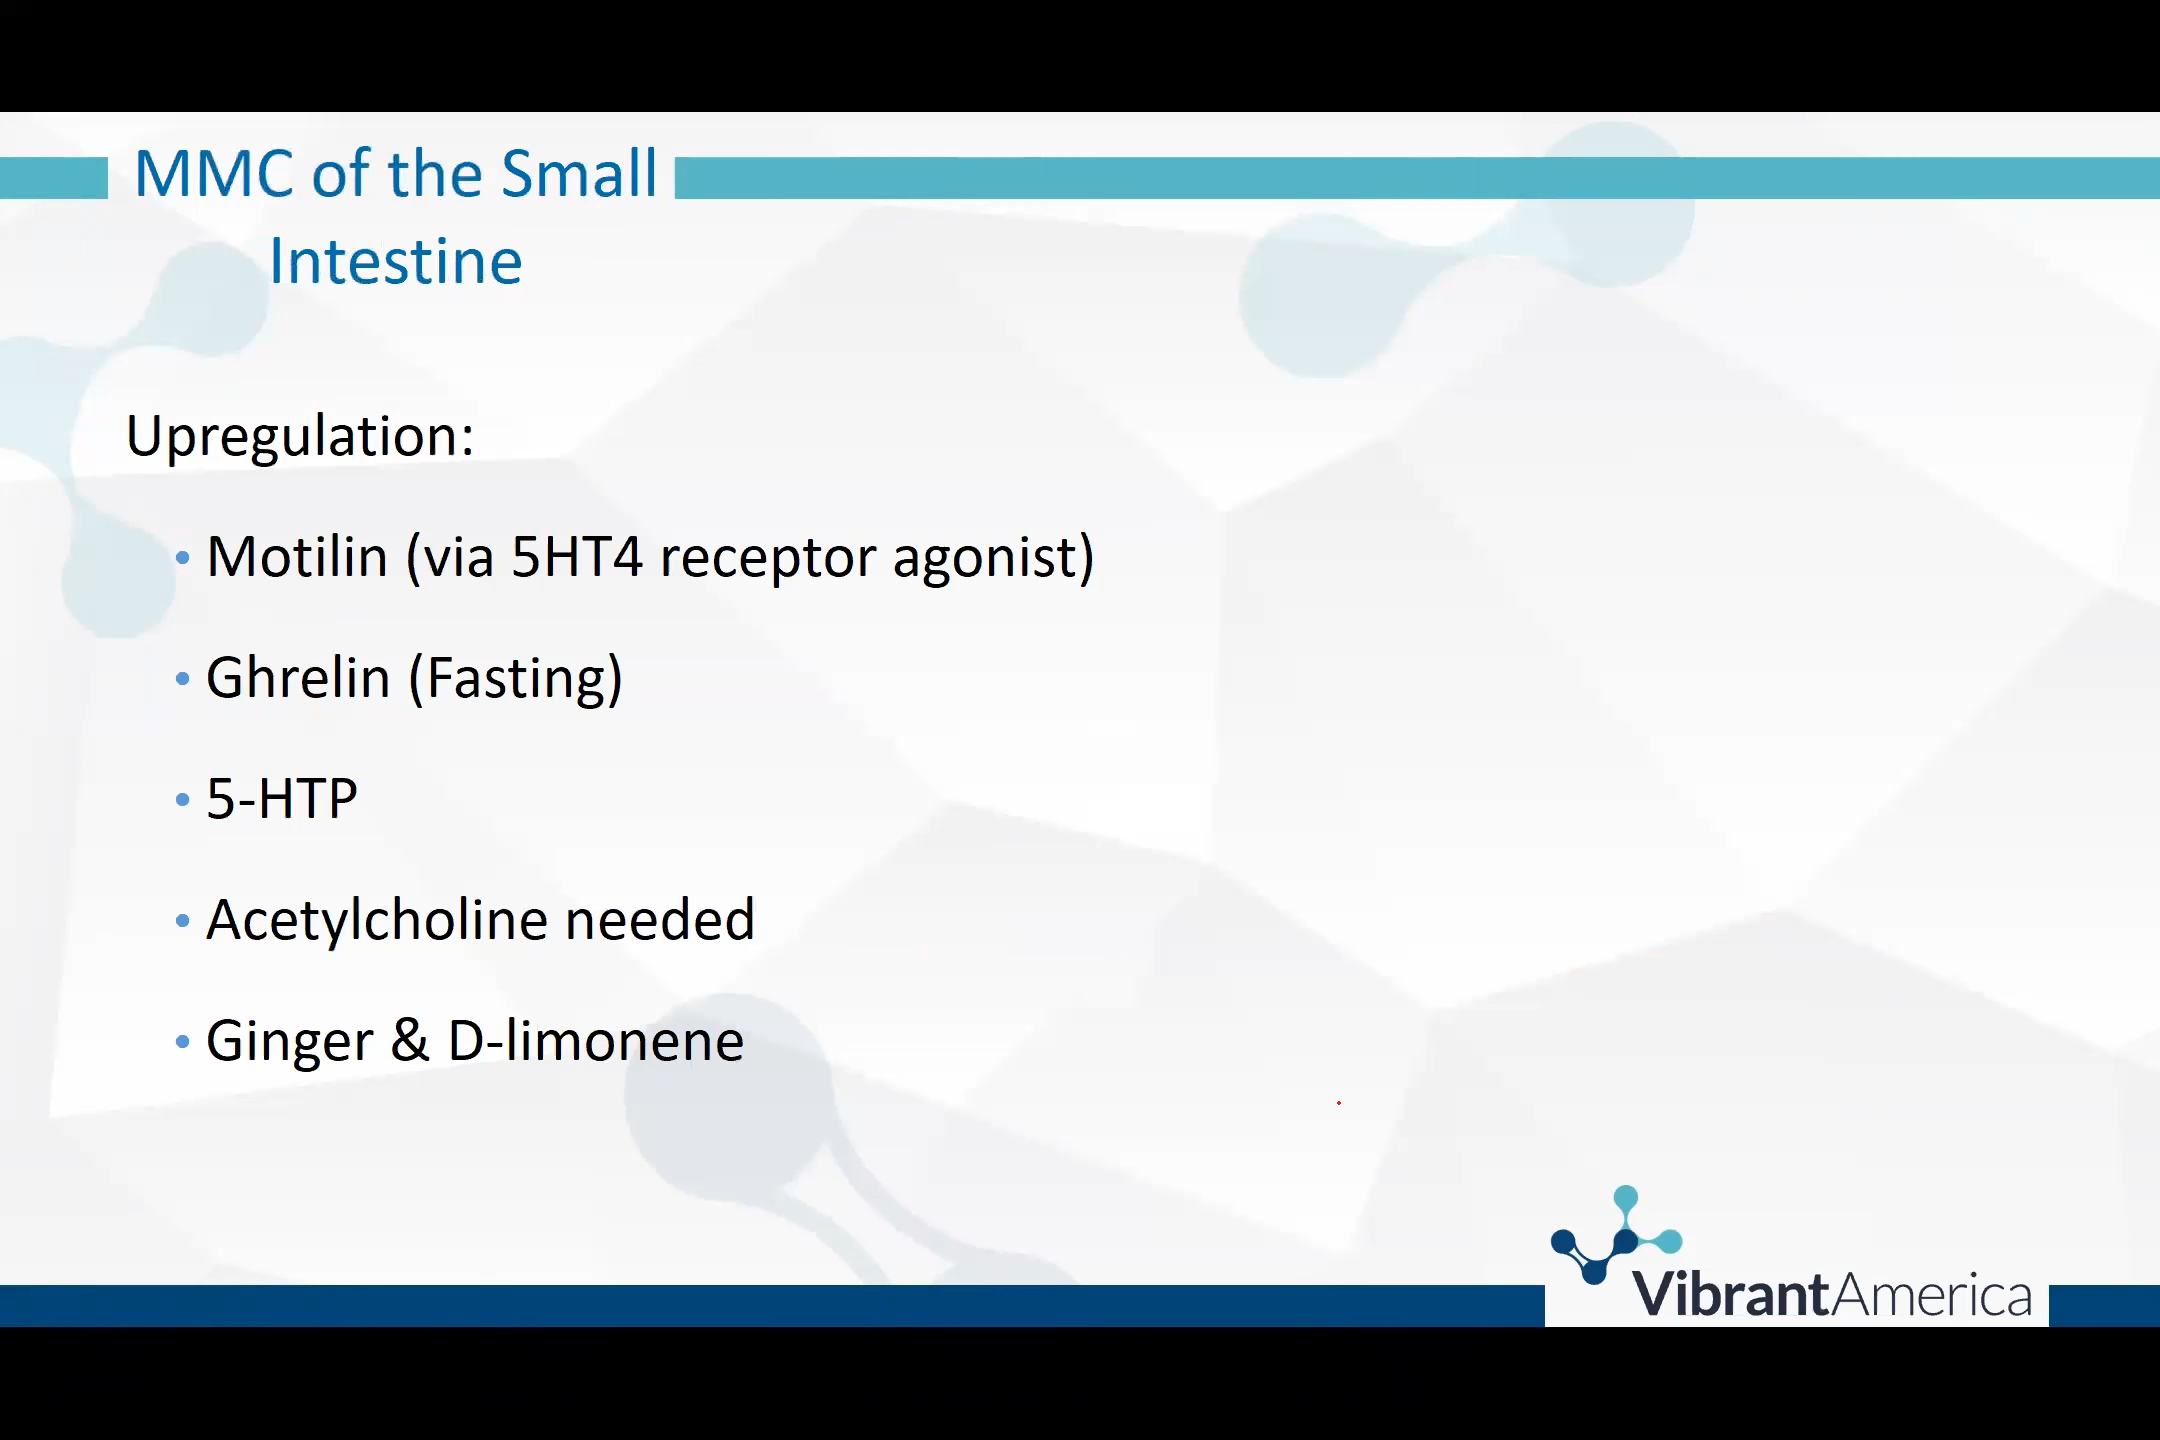 MMC of the Small
Intestine
Upregulation:
• Motilin (via 5HT4 receptor agonist)
• Ghrelin (Fasting)
• 5-HTP
• Acetylcholine needed
• Ginger & D-limonene
VibrantAmerica